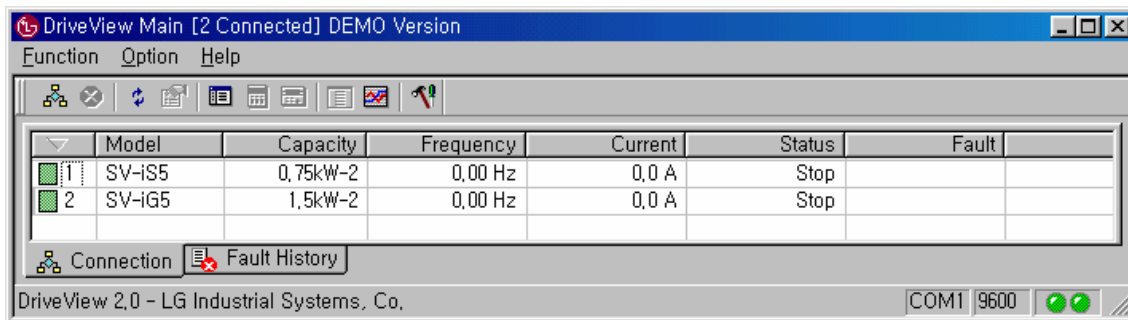 DriveView Main [2 Connected] DEMO Version
Function Option Help
Model Capacity Frequency Current Status Fault
1 SV-iS5 0,75kW-2 0,00 Hz 0,0 A Stop
2 SV-iG5 1,5kW-2 0,00 Hz 0,0 A Stop
Connection Fault History
DriveView 2,0 - LG Industrial Systems, Co, COM1 9600